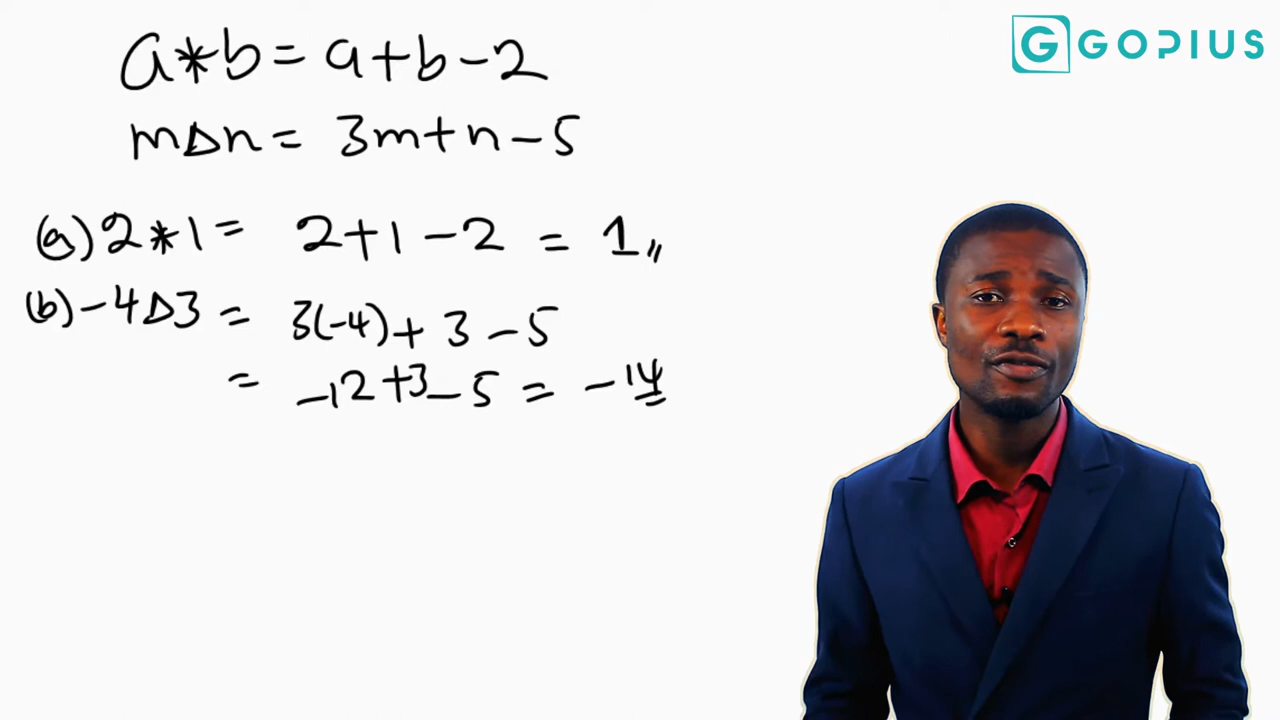 a*b = a+b-2
GOPIUS
mΔn = 3m+n-5
(a) 2*1 = 2+1-2 = 1,,
(b) -4Δ3 = 3(-4)+3-5
= -12+3-5 = -14